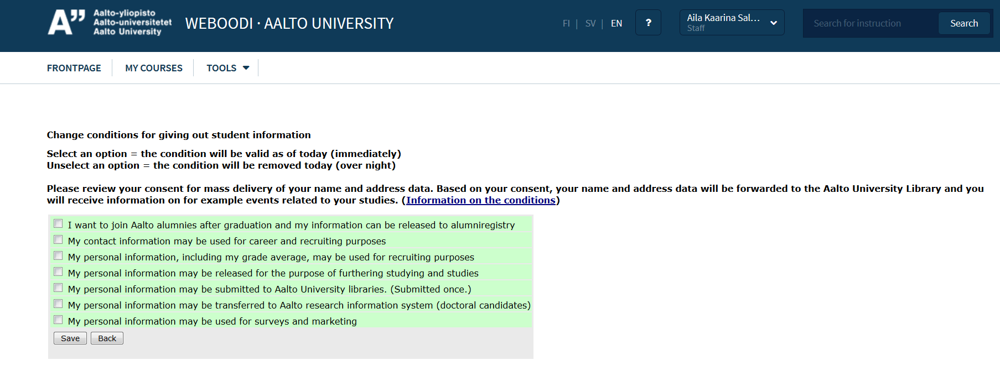 A”
Aalto-yliopisto
Aalto-universitetet
Aalto University
WEBOODI · AALTO UNIVERSITY
FI | SV | EN
?
Aila Kaarina Sal...
Staff
Search for instruction
Search
FRONTPAGE
MY COURSES
TOOLS
Change conditions for giving out student information
Select an option = the condition will be valid as of today (immediately)
Unselect an option = the condition will be removed today (over night)
Please review your consent for mass delivery of your name and address data. Based on your consent, your name and address data will be forwarded to the Aalto University Library and you
will receive information on for example events related to your studies. (Information on the conditions)
I want to join Aalto alumnies after graduation and my information can be released to alumniregistry
My contact information may be used for career and recruiting purposes
My personal information, including my grade average, may be used for recruiting purposes
My personal information may be released for the purpose of furthering studying and studies
My personal information may be submitted to Aalto University libraries. (Submitted once.)
My personal information may be transferred to Aalto research information system (doctoral candidates)
My personal information may be used for surveys and marketing
Save
Back